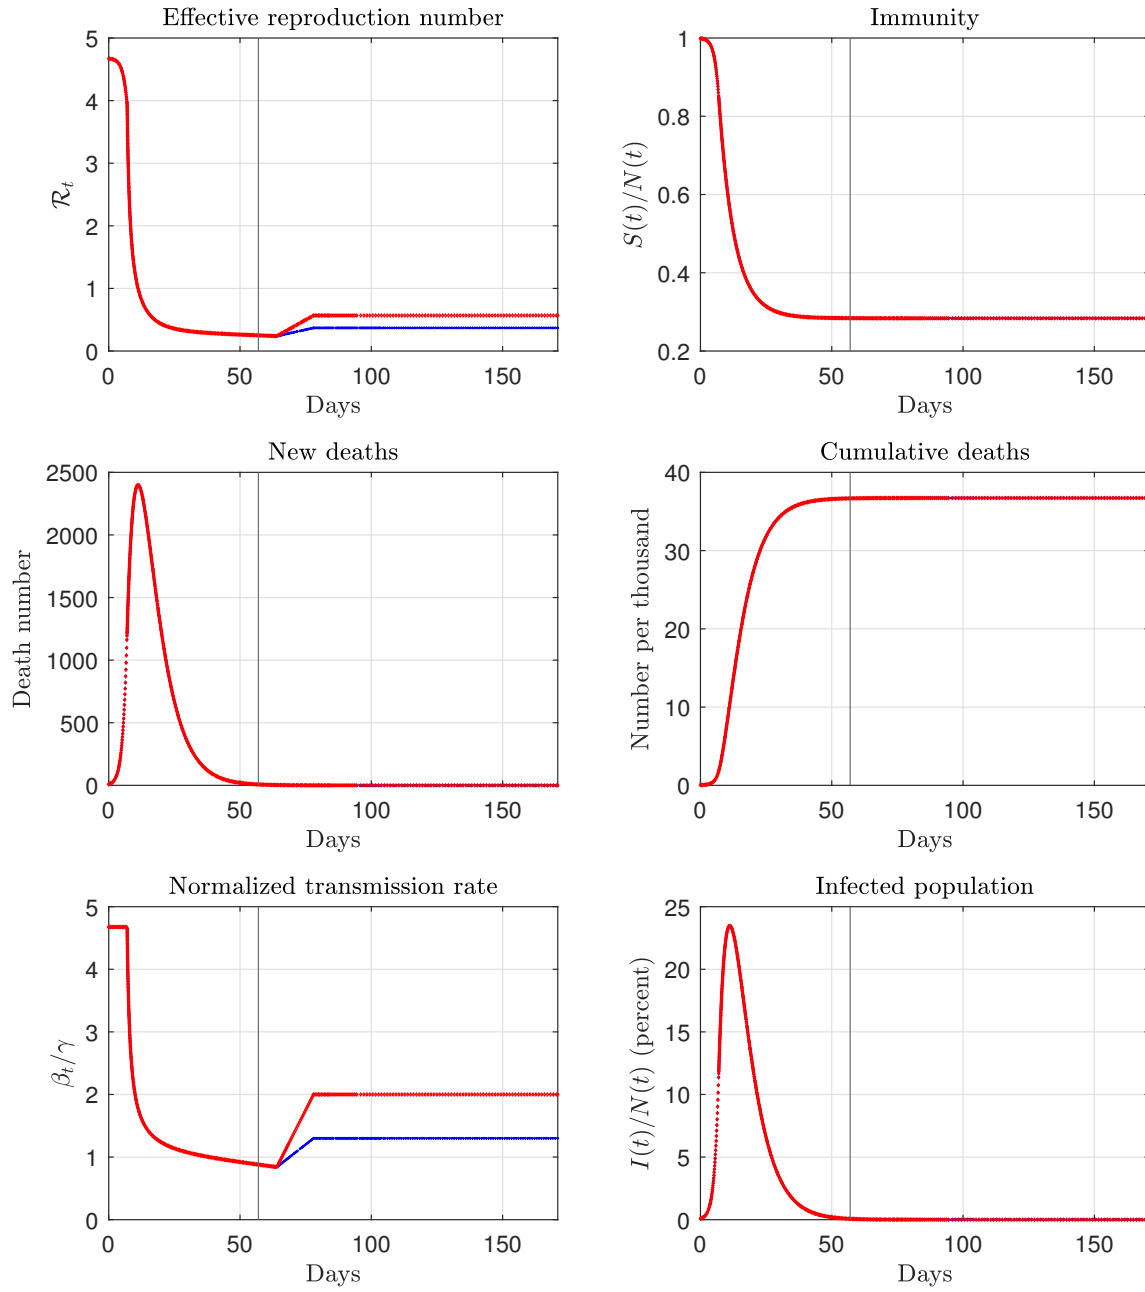 Effective reproduction number
5
4
3
2
1
0
0 50 100 150
Days
ℛt
Immunity
1
0.8
0.6
0.4
0.2
0 50 100 150
Days
S(t)/N(t)
New deaths
2500
2000
1500
1000
500
0
0 50 100 150
Days
Death number
Cumulative deaths
40
30
20
10
0
0 50 100 150
Days
Number per thousand
Normalized transmission rate
5
4
3
2
1
0
0 50 100 150
Days
βt/γ
Infected population
25
20
15
10
5
0
0 50 100 150
Days
I(t)/N(t) (percent)